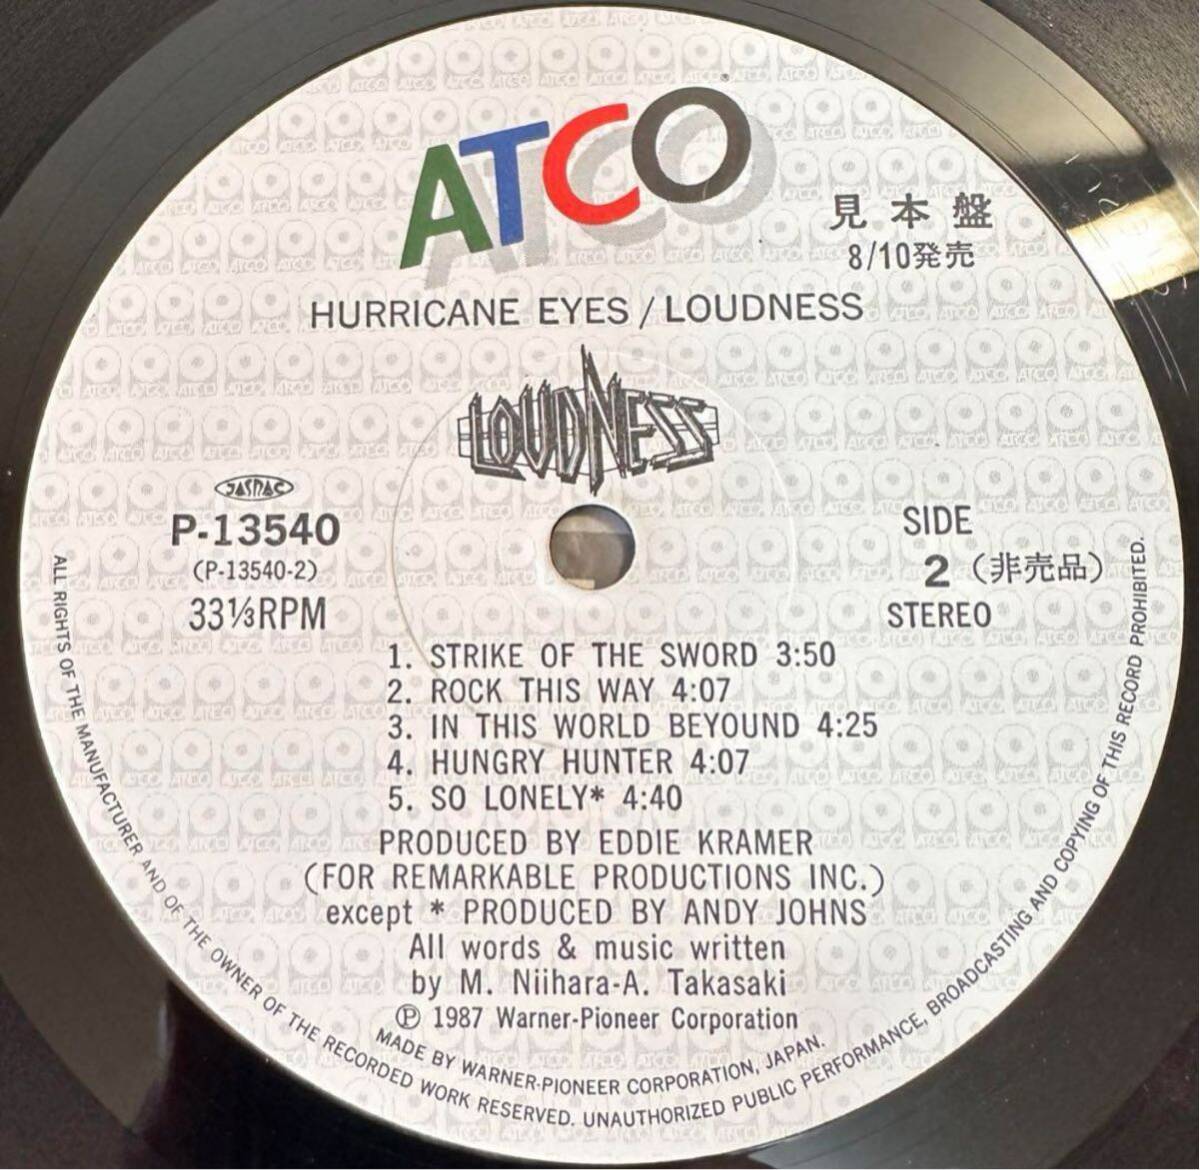 ATCO
®
見本盤
8/10発売
HURRICANE EYES / LOUDNESS
LOUDNESS
JASRAC
P-13540
(P-13540-2)
33⅓RPM
SIDE
2 (非売品)
STEREO
1. STRIKE OF THE SWORD 3:50
2. ROCK THIS WAY 4:07
3. IN THIS WORLD BEYOUND 4:25
4. HUNGRY HUNTER 4:07
5. SO LONELY* 4:40
PRODUCED BY EDDIE KRAMER
(FOR REMARKABLE PRODUCTIONS INC.)
except * PRODUCED BY ANDY JOHNS
All words & music written
by M. Niihara-A. Takasaki
Ⓟ 1987 Warner-Pioneer Corporation
MADE BY WARNER-PIONEER CORPORATION, JAPAN.
ALL RIGHTS OF THE MANUFACTURER AND OF THE OWNER OF THE RECORDED WORK RESERVED. UNAUTHORIZED PUBLIC PERFORMANCE, BROADCASTING AND COPYING OF THIS RECORD PROHIBITED.